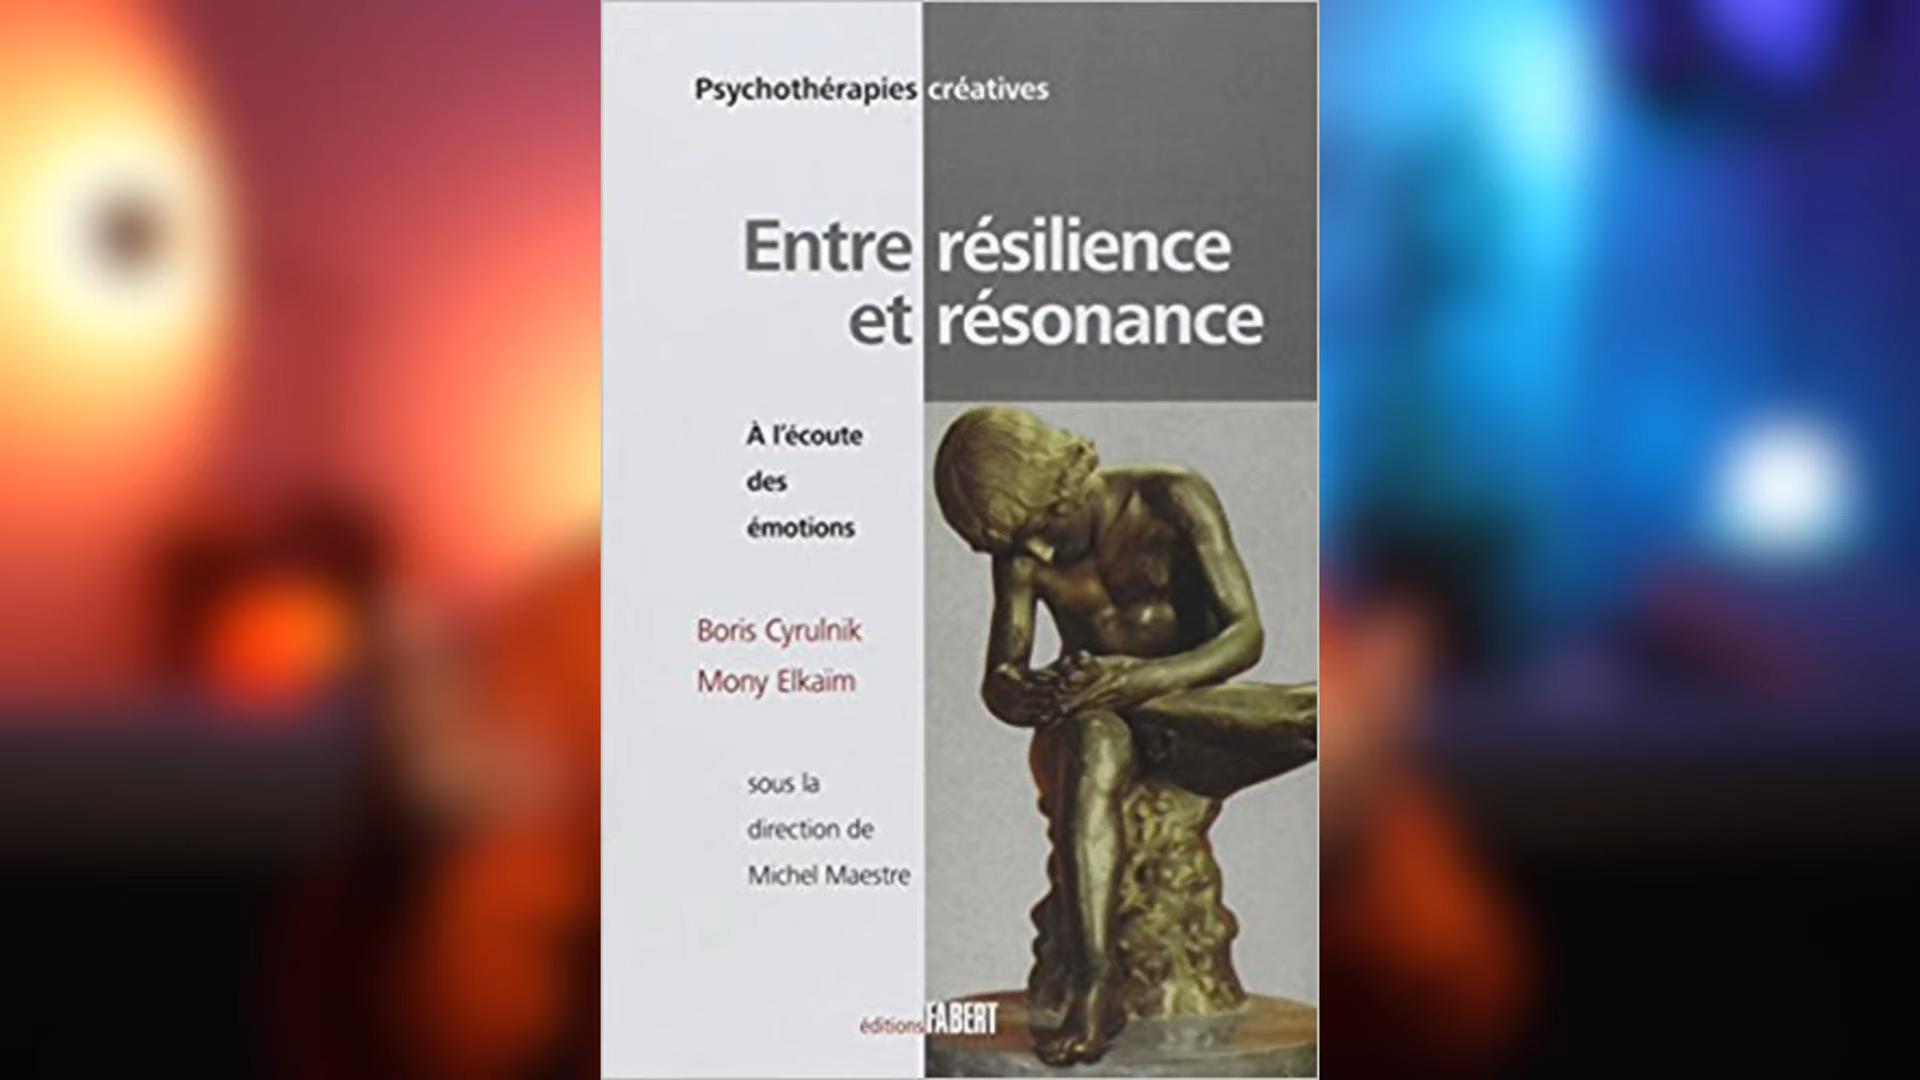 Psychothérapies créatives
Entre résilience
et résonance
À l'écoute
des
émotions
Boris Cyrulnik
Mony Elkaïm
sous la
direction de
Michel Maestre
éditions FABERT